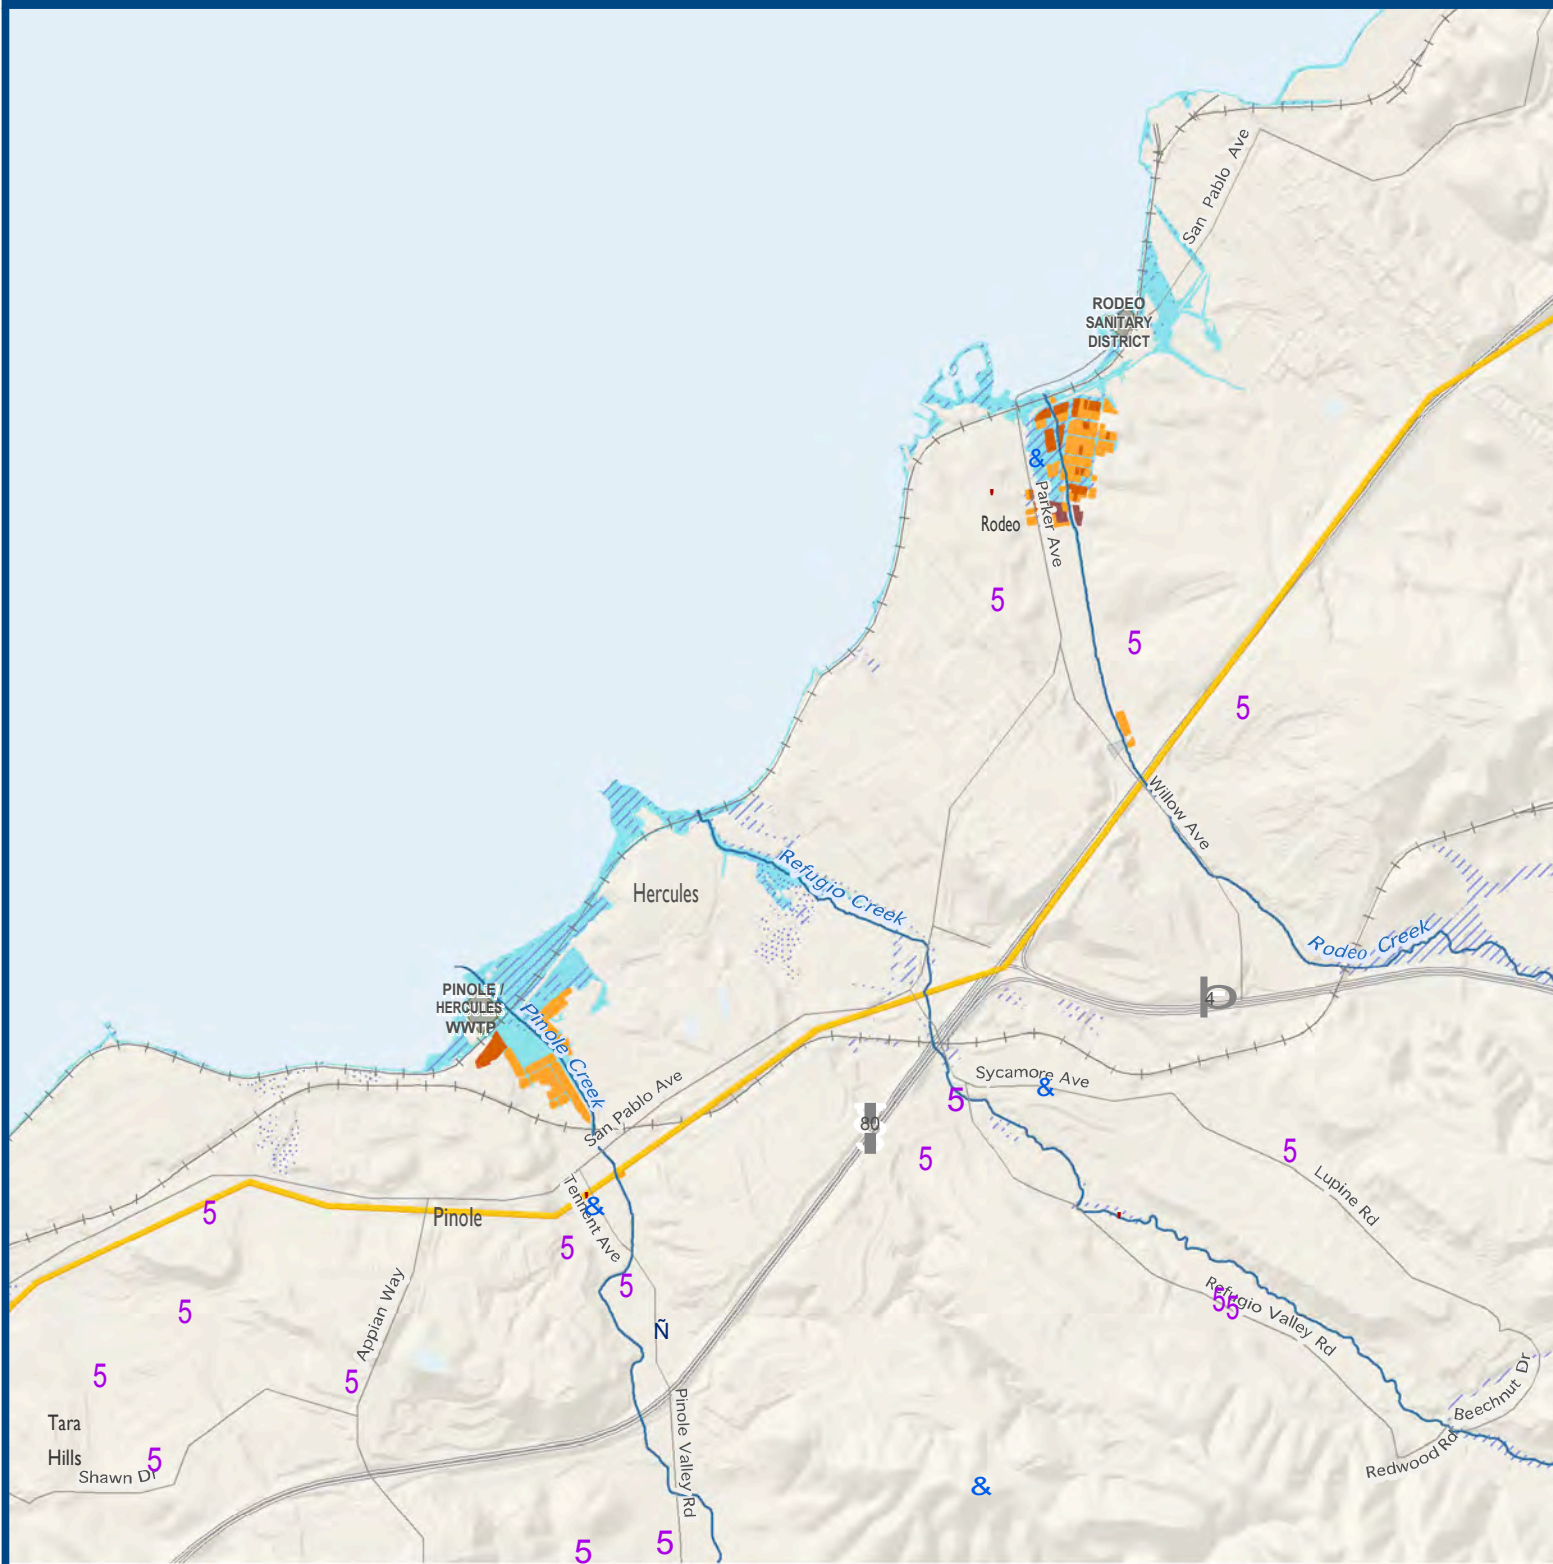 San Pablo Ave
RODEO
SANITARY
DISTRICT
&
Parker Ave
Rodeo
5
5
5
Willow Ave
Refugio Creek
Hercules
Rodeo Creek
PINOLE /
HERCULES
WWTP
Pinole Creek
4
b
San Pablo Ave
Sycamore Ave
&
5
80
5
5
Lupine Rd
Tennent Ave
&
5
Pinole
5
5
Refugio Valley Rd
55
5
Appian Way
Ñ
5
5
Beechnut Dr
Tara
Hills
Shawn Dr
5
Pinole Valley Rd
Redwood Rd
&
5
5